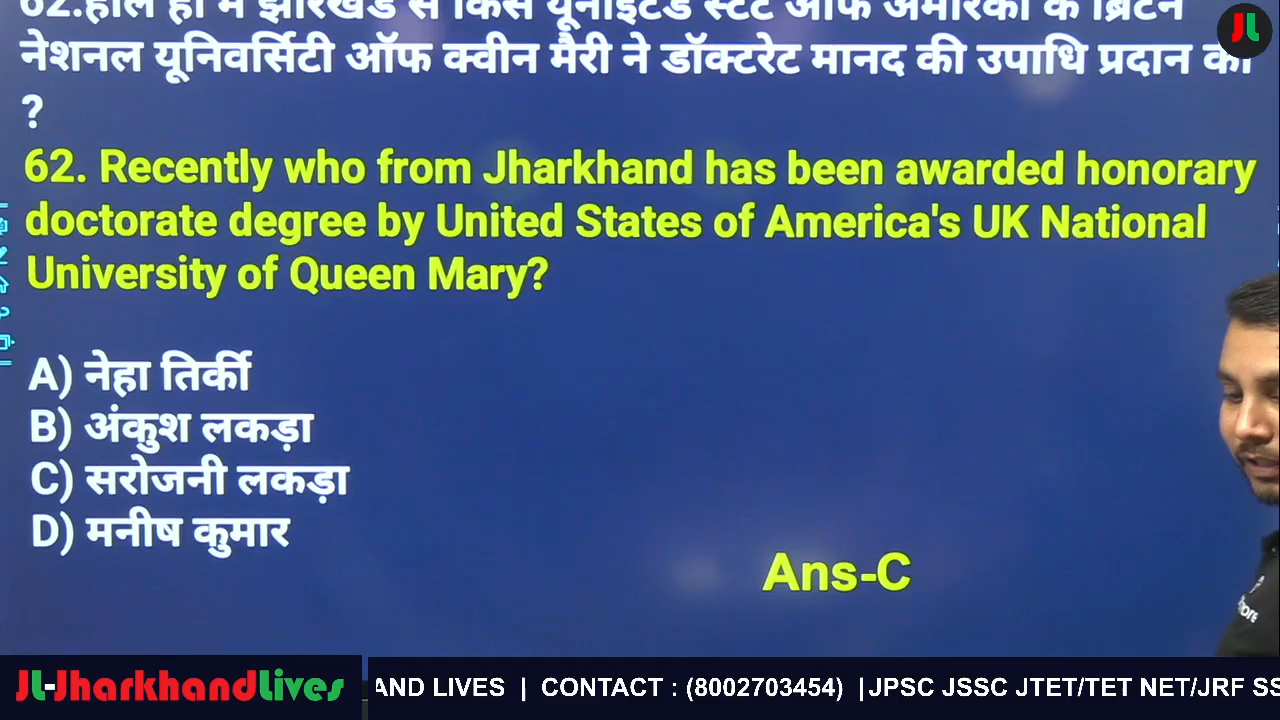 62.हाल ही में झारखंड से किसे यूनाइटेड स्टेट ऑफ अमेरिका के ब्रिटेन
नेशनल यूनिवर्सिटी ऑफ क्वीन मैरी ने डॉक्टरेट मानद की उपाधि प्रदान की
?
62. Recently who from Jharkhand has been awarded honorary
doctorate degree by United States of America's UK National
University of Queen Mary?
A) नेहा तिर्की
B) अंकुश लकड़ा
C) सरोजनी लकड़ा
D) मनीष कुमार
Ans-C
JL
JL-JharkhandLives
AND LIVES | CONTACT : (8002703454) |JPSC JSSC JTET/TET NET/JRF SS